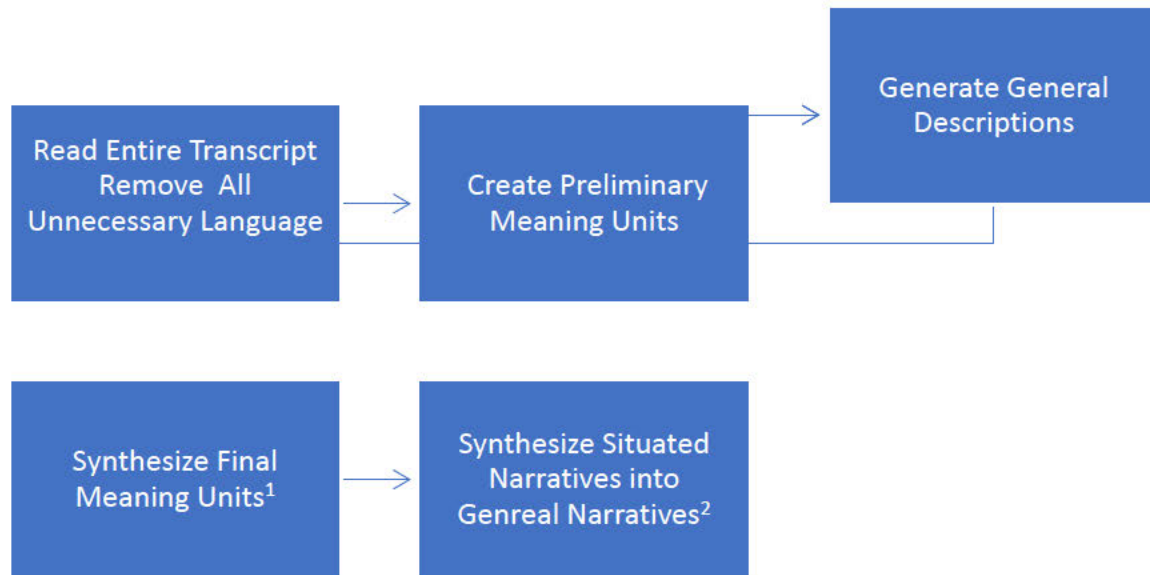 Read Entire Transcript
Remove All
Unnecessary Language
Create Preliminary
Meaning Units
Generate General
Descriptions
Synthesize Final
Meaning Units¹
Synthesize Situated
Narratives into
Genreal Narratives²